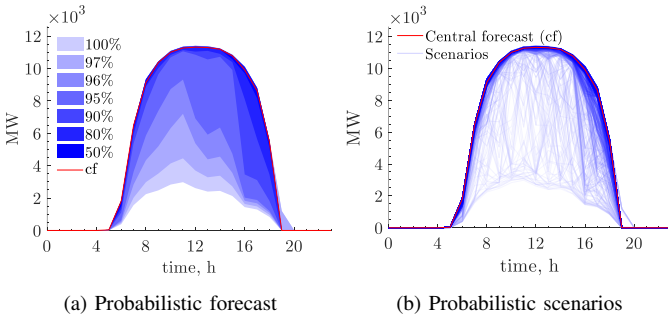 ×10³
12
10
8
6
4
2
0
MW
100%
97%
96%
95%
90%
80%
50%
cf
0 4 8 12 16 20
time, h
(a) Probabilistic forecast
×10³
12
10
8
6
4
2
0
MW
Central forecast (cf)
Scenarios
0 4 8 12 16 20
time, h
(b) Probabilistic scenarios